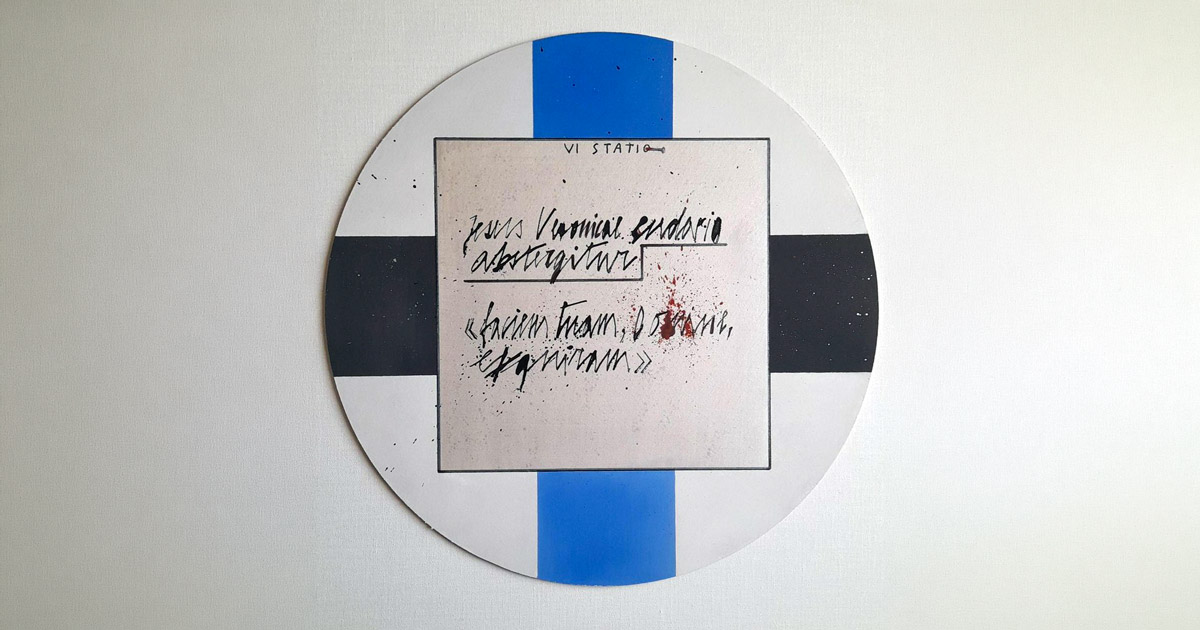 VI STATIO
Jesus Veronicae sudario
abstergitur
«faciem tuam, Domine,
exquiram»